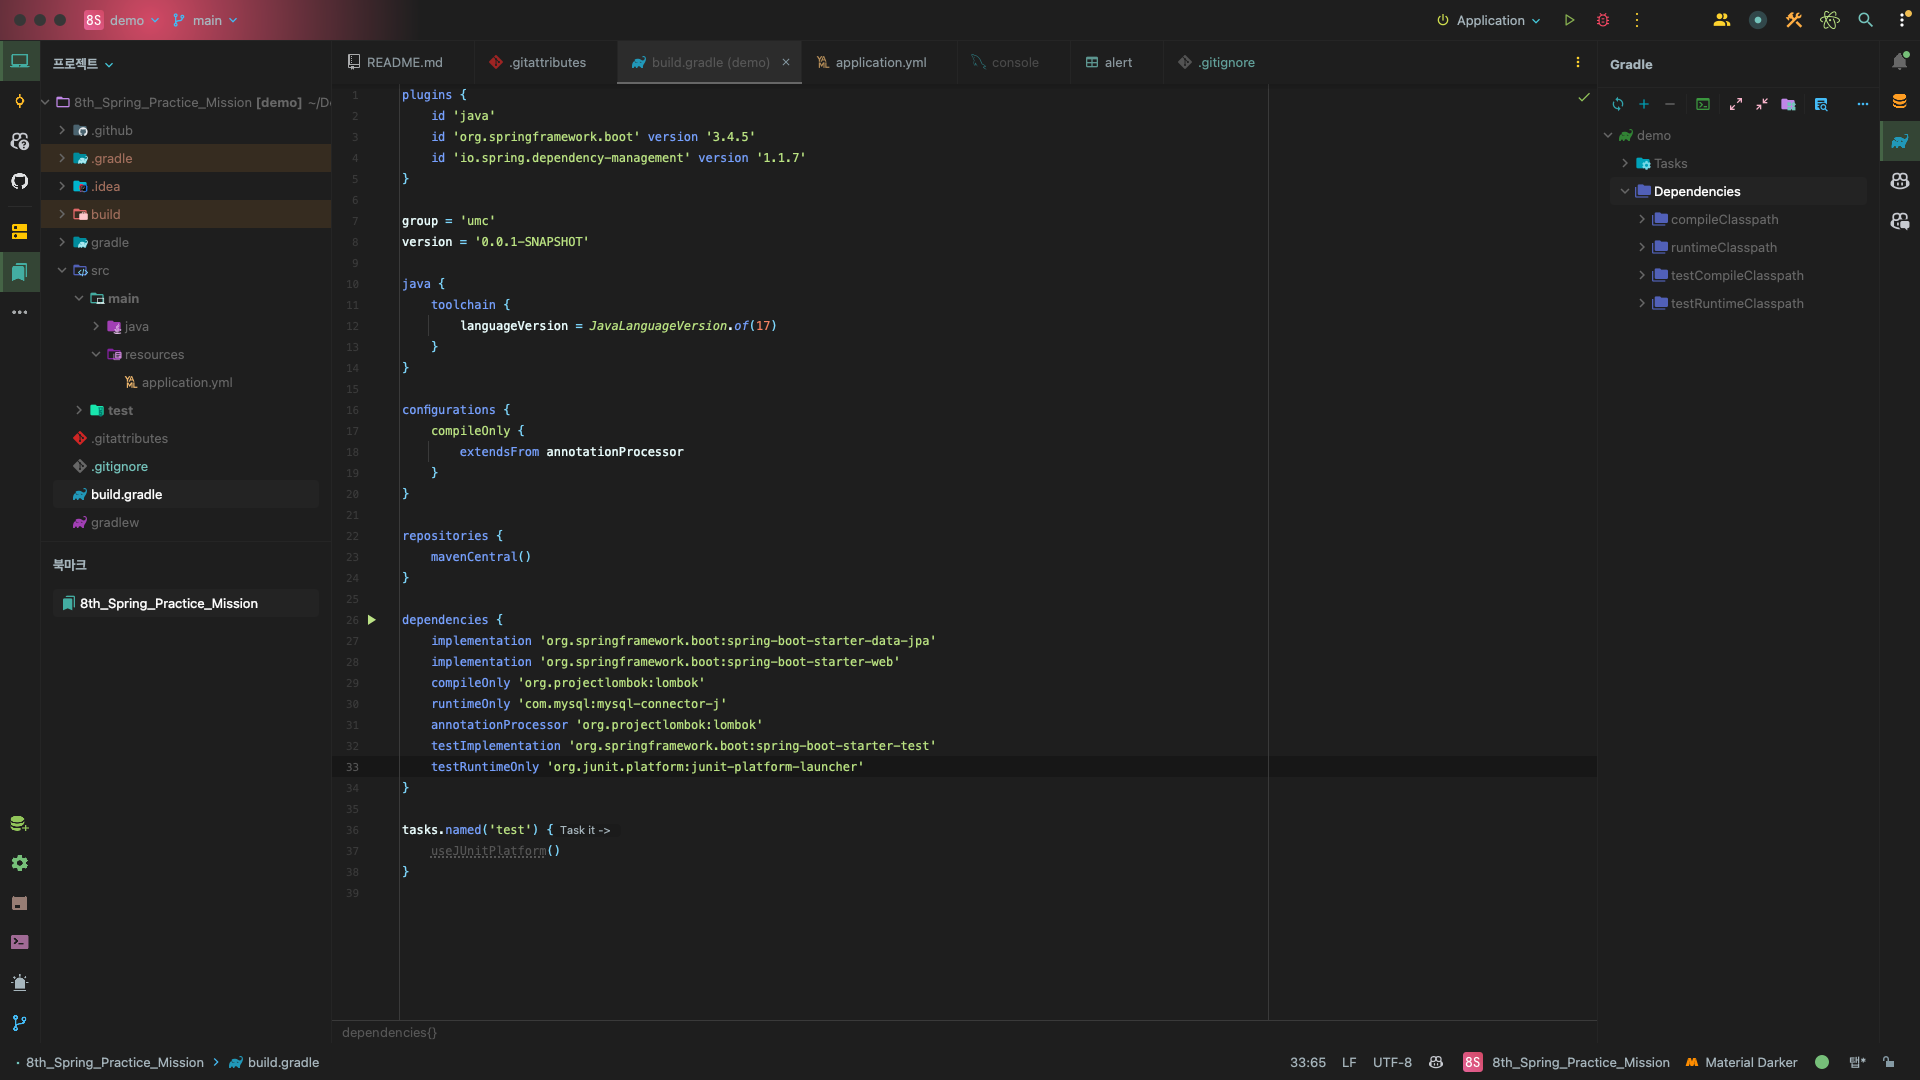 8S demo main Application
프로젝트
README.md .gitattributes build.gradle (demo) application.yml console alert .gitignore
Gradle
8th_Spring_Practice_Mission [demo] ~/D
.github
.gradle
.idea
build
gradle
src
main
java
resources
application.yml
test
.gitattributes
.gitignore
build.gradle
gradlew
북마크
8th_Spring_Practice_Mission
1 plugins {
2 id 'java'
3 id 'org.springframework.boot' version '3.4.5'
4 id 'io.spring.dependency-management' version '1.1.7'
5 }
6
7 group = 'umc'
8 version = '0.0.1-SNAPSHOT'
9
10 java {
11 toolchain {
12 languageVersion = JavaLanguageVersion.of(17)
13 }
14 }
15
16 configurations {
17 compileOnly {
18 extendsFrom annotationProcessor
19 }
20 }
21
22 repositories {
23 mavenCentral()
24 }
25
26 dependencies {
27 implementation 'org.springframework.boot:spring-boot-starter-data-jpa'
28 implementation 'org.springframework.boot:spring-boot-starter-web'
29 compileOnly 'org.projectlombok:lombok'
30 runtimeOnly 'com.mysql:mysql-connector-j'
31 annotationProcessor 'org.projectlombok:lombok'
32 testImplementation 'org.springframework.boot:spring-boot-starter-test'
33 testRuntimeOnly 'org.junit.platform:junit-platform-launcher'
34 }
35
36 tasks.named('test') { Task it ->
37 useJUnitPlatform()
38 }
39
dependencies{}
demo
Tasks
Dependencies
compileClasspath
runtimeClasspath
testCompileClasspath
testRuntimeClasspath
8th_Spring_Practice_Mission > build.gradle
33:65 LF UTF-8 8S 8th_Spring_Practice_Mission Material Darker 탭*